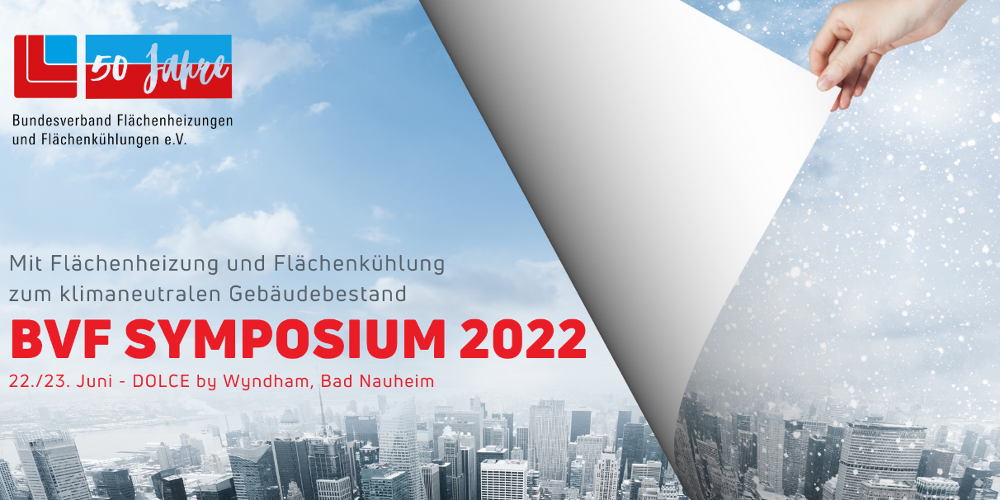 50 Jahre
Bundesverband Flächenheizungen
und Flächenkühlungen e.V.
Mit Flächenheizung und Flächenkühlung
zum klimaneutralen Gebäudebestand
BVF SYMPOSIUM 2022
22./23. Juni - DOLCE by Wyndham, Bad Nauheim